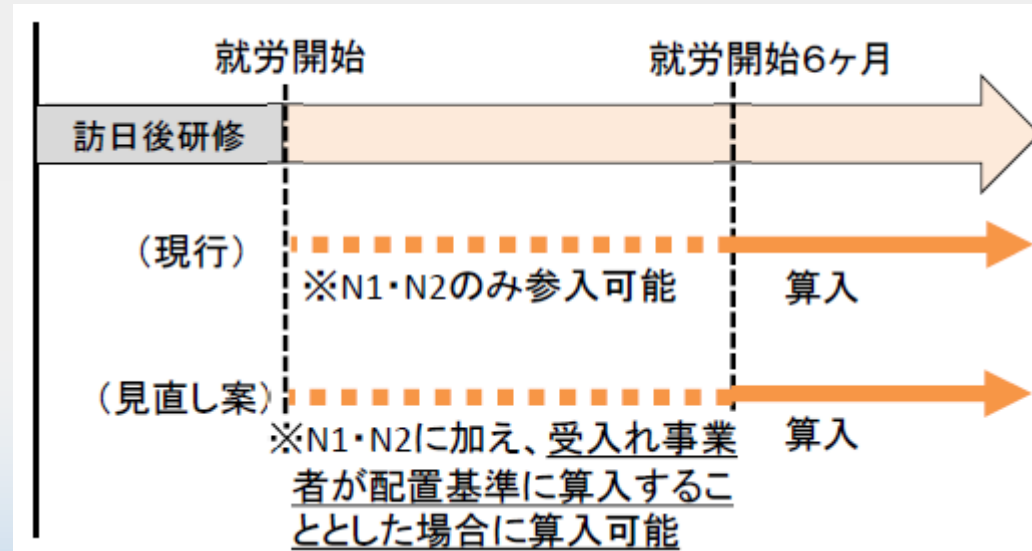 就労開始
就労開始6ヶ月
訪日後研修
(現行)
※N1・N2のみ参入可能
算入
(見直し案)
※N1・N2に加え、受入れ事業
者が配置基準に算入するこ
ととした場合に算入可能
算入